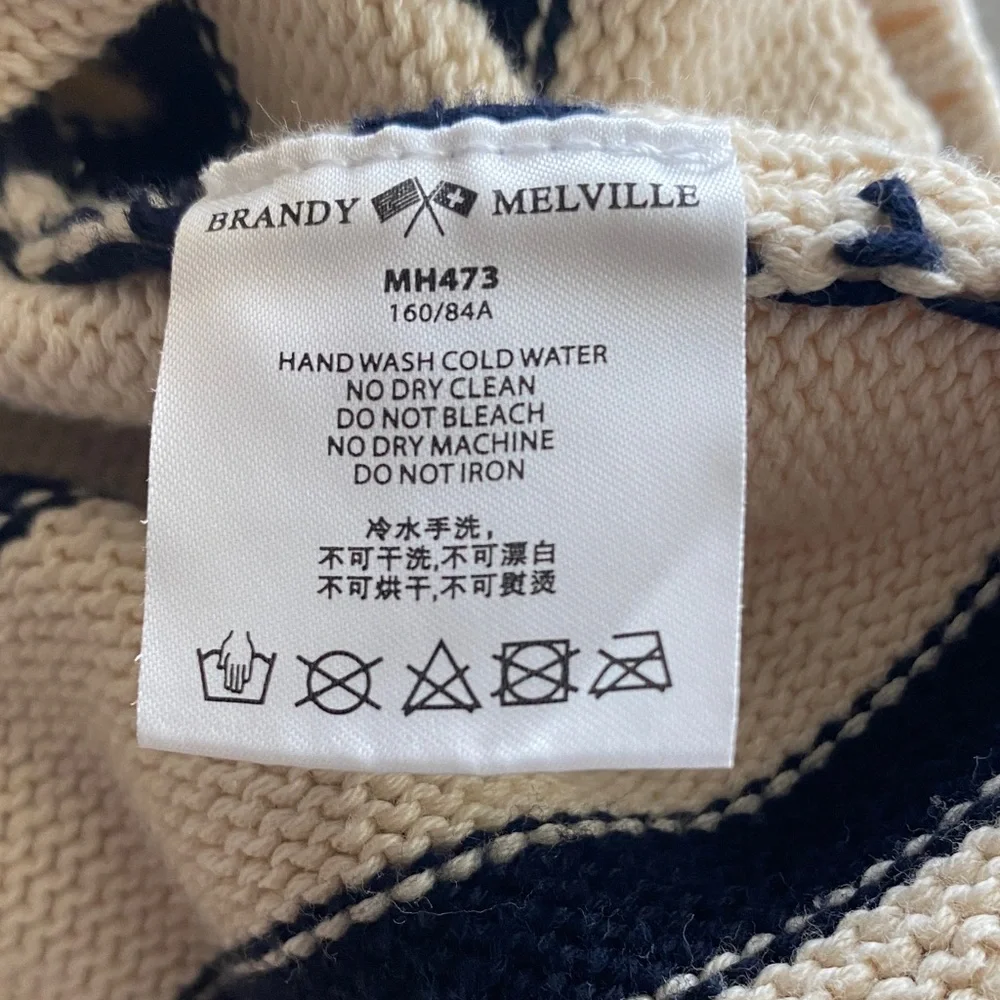 BRANDY MELVILLE
MH473
160/84A
HAND WASH COLD WATER
NO DRY CLEAN
DO NOT BLEACH
NO DRY MACHINE
DO NOT IRON
冷水手洗,
不可干洗,不可漂白
不可烘干,不可熨烫